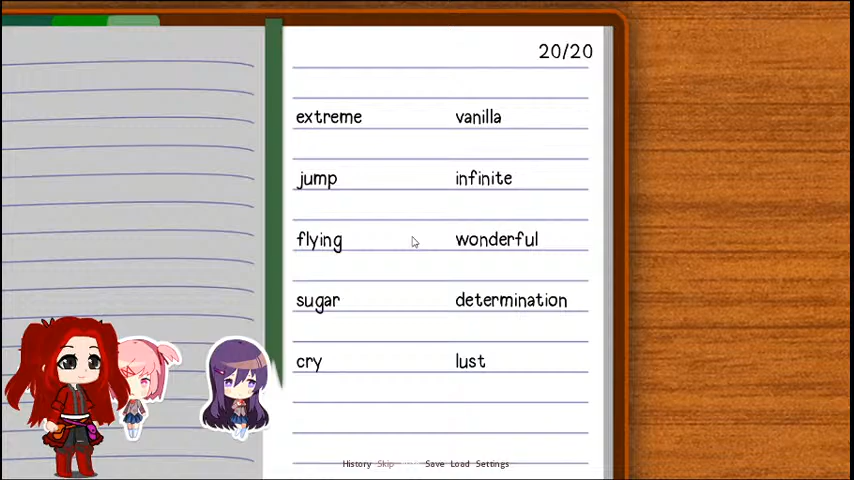 20/20
extreme vanilla
jump infinite
flying wonderful
sugar determination
cry lust
History Skip Save Load Settings